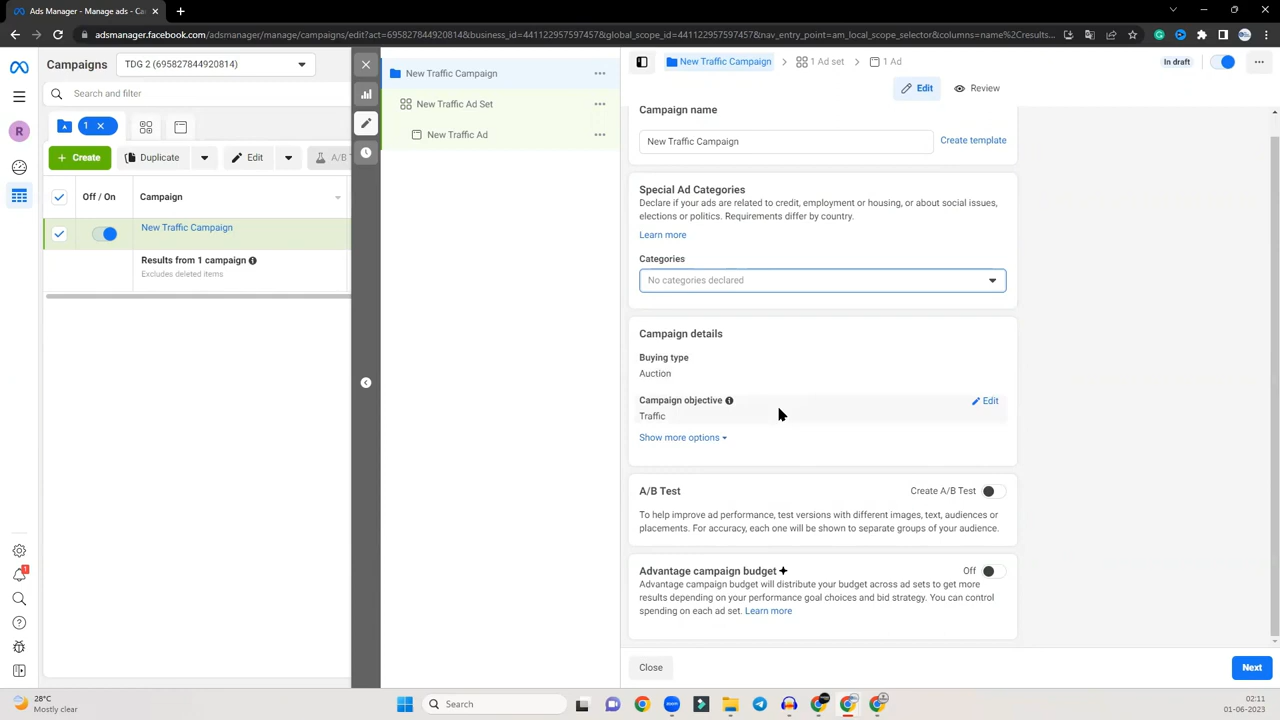 Ads Manager - Manage ads - Ca
adsmanager.facebook.com/adsmanager/manage/campaigns/edit?act=695827844920814&business_id=441122957597457&global_scope_id=441122957597457&nav_entry_point=am_local_scope_selector&columns=name%2cresults...
Campaigns
TDG 2 (695827844920814)
Search and filter
1
Create
Duplicate
Edit
A/B T
Off / On
Campaign
New Traffic Campaign
Results from 1 campaign
Excludes deleted items
R
1
New Traffic Campaign
New Traffic Ad Set
New Traffic Ad
New Traffic Campaign
1 Ad set
1 Ad
In draft
Edit
Review
Campaign name
New Traffic Campaign
Create template
Special Ad Categories
Declare if your ads are related to credit, employment or housing, or about social issues,
elections or politics. Requirements differ by country.
Learn more
Categories
No categories declared
Campaign details
Buying type
Auction
Campaign objective
Edit
Traffic
Show more options
A/B Test
Create A/B Test
To help improve ad performance, test versions with different images, text, audiences or
placements. For accuracy, each one will be shown to separate groups of your audience.
Advantage campaign budget
Off
Advantage campaign budget will distribute your budget across ad sets to get more
results depending on your performance goal choices and bid strategy. You can control
spending on each ad set. Learn more
Close
Next
28°C
Mostly clear
Search
02:11
01-06-2023